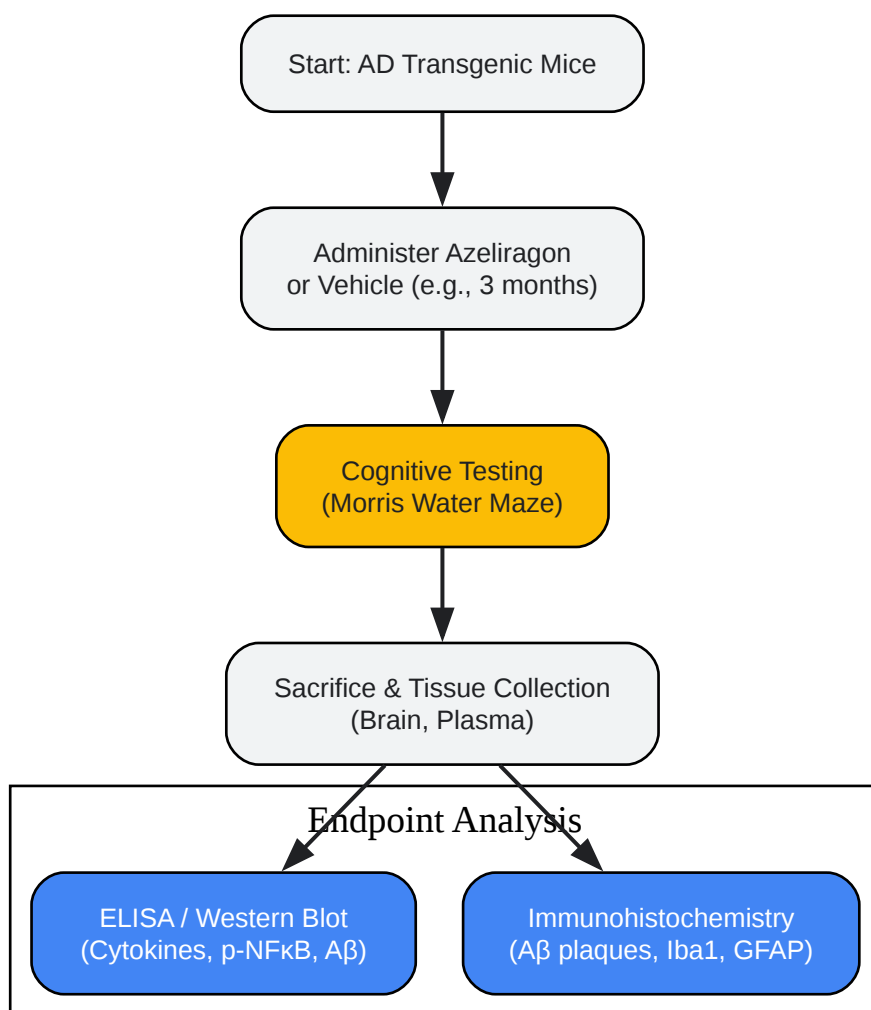 Start: AD Transgenic Mice
Administer Azeliragon
or Vehicle (e.g., 3 months)
Cognitive Testing
(Morris Water Maze)
Sacrifice & Tissue Collection
(Brain, Plasma)
Endpoint Analysis
ELISA / Western Blot
(Cytokines, p-NFκB, Aβ)
Immunohistochemistry
(Aβ plaques, Iba1, GFAP)